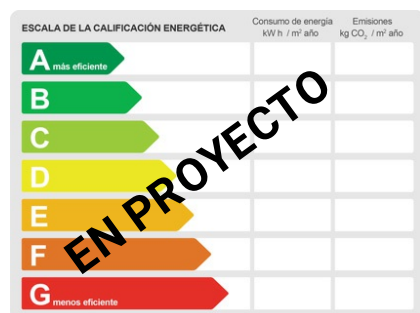 ESCALA DE LA CALIFICACIÓN ENERGÉTICA
Consumo de energía
kW h / m² año
Emisiones
kg CO₂ / m² año
A más eficiente
B
C
D
E
F
G menos eficiente
EN PROYECTO